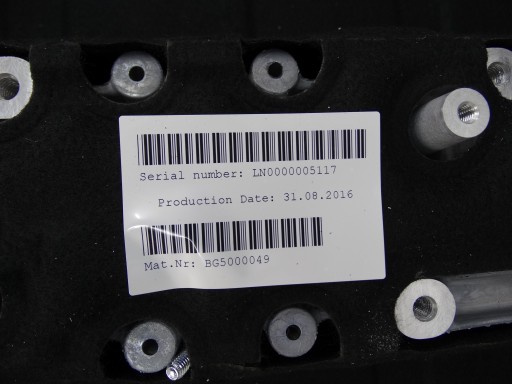 Serial number: LN0000005117
Production Date: 31.08.2016
Mat.Nr: BG5000049